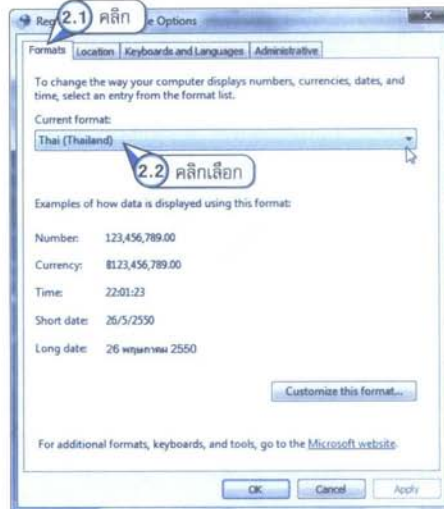 2.1 คลิก
e Options
Formats Location Keyboards and Languages Administrative
To change the way your computer displays numbers, currencies, dates, and
time, select an entry from the format list.
Current format:
Thai (Thailand)
2.2 คลิกเลือก
Examples of how data is displayed using this format:
Number: 123,456,789.00
Currency: ฿123,456,789.00
Time: 22:01:23
Short date: 26/5/2550
Long date: 26 พฤษภาคม 2550
Customize this format...
For additional formats, keyboards, and tools, go to the Microsoft website.
OK Cancel Apply